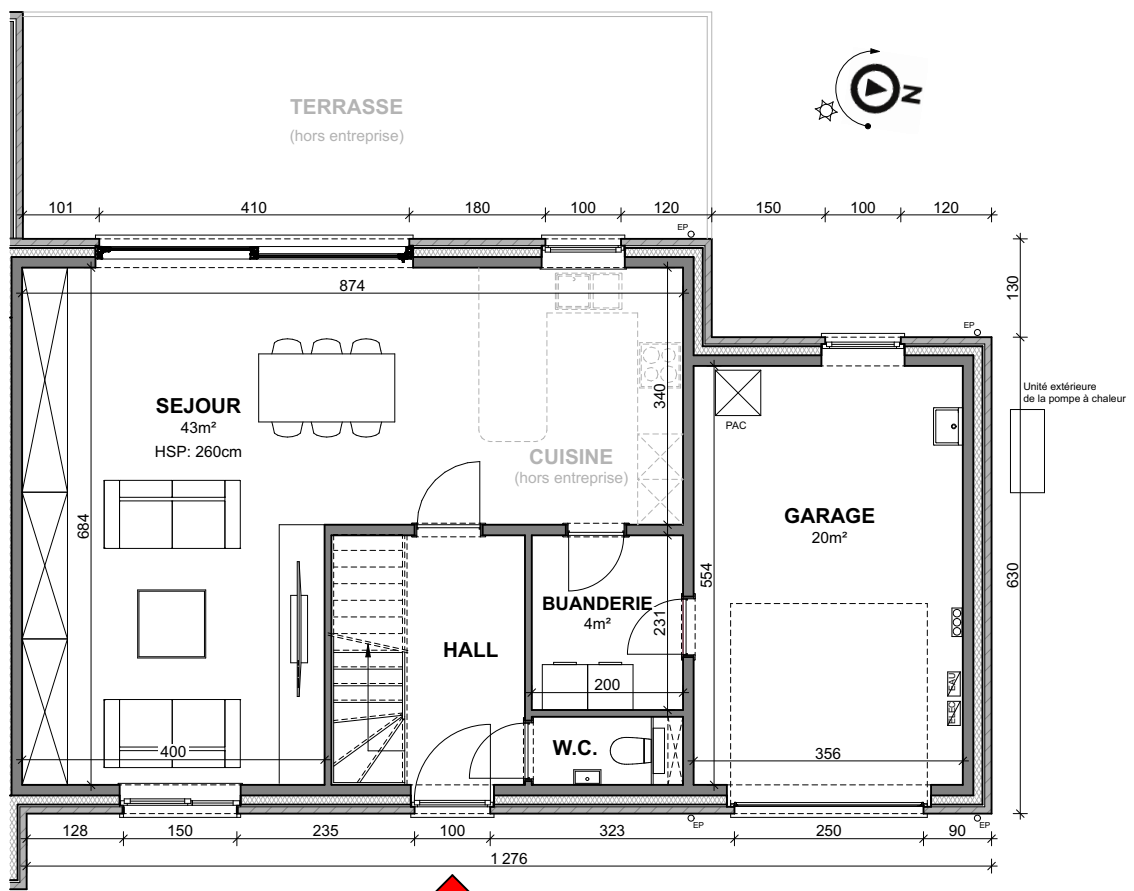 TERRASSE
(hors entreprise)
N
101 410 180 100 120 150 100 120
EP
874
130
EP
Unité extérieure
de la pompe à chaleur
PAC
340
SEJOUR
43m²
HSP: 260cm
CUISINE
(hors entreprise)
GARAGE
20m²
684
554
630
BUANDERIE
4m²
231
HALL
EAU
200
ELEC
W.C.
400
356
EP
EP
128 150 235 100 323 250 90
1 276